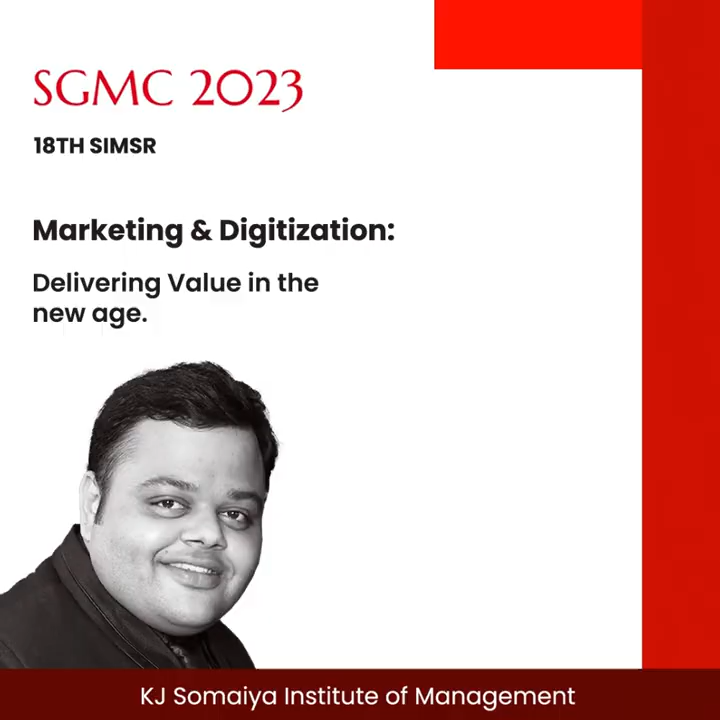 SGMC 2023
18TH SIMSR
Marketing & Digitization:
Delivering Value in the
new age.
KJ Somaiya Institute of Management